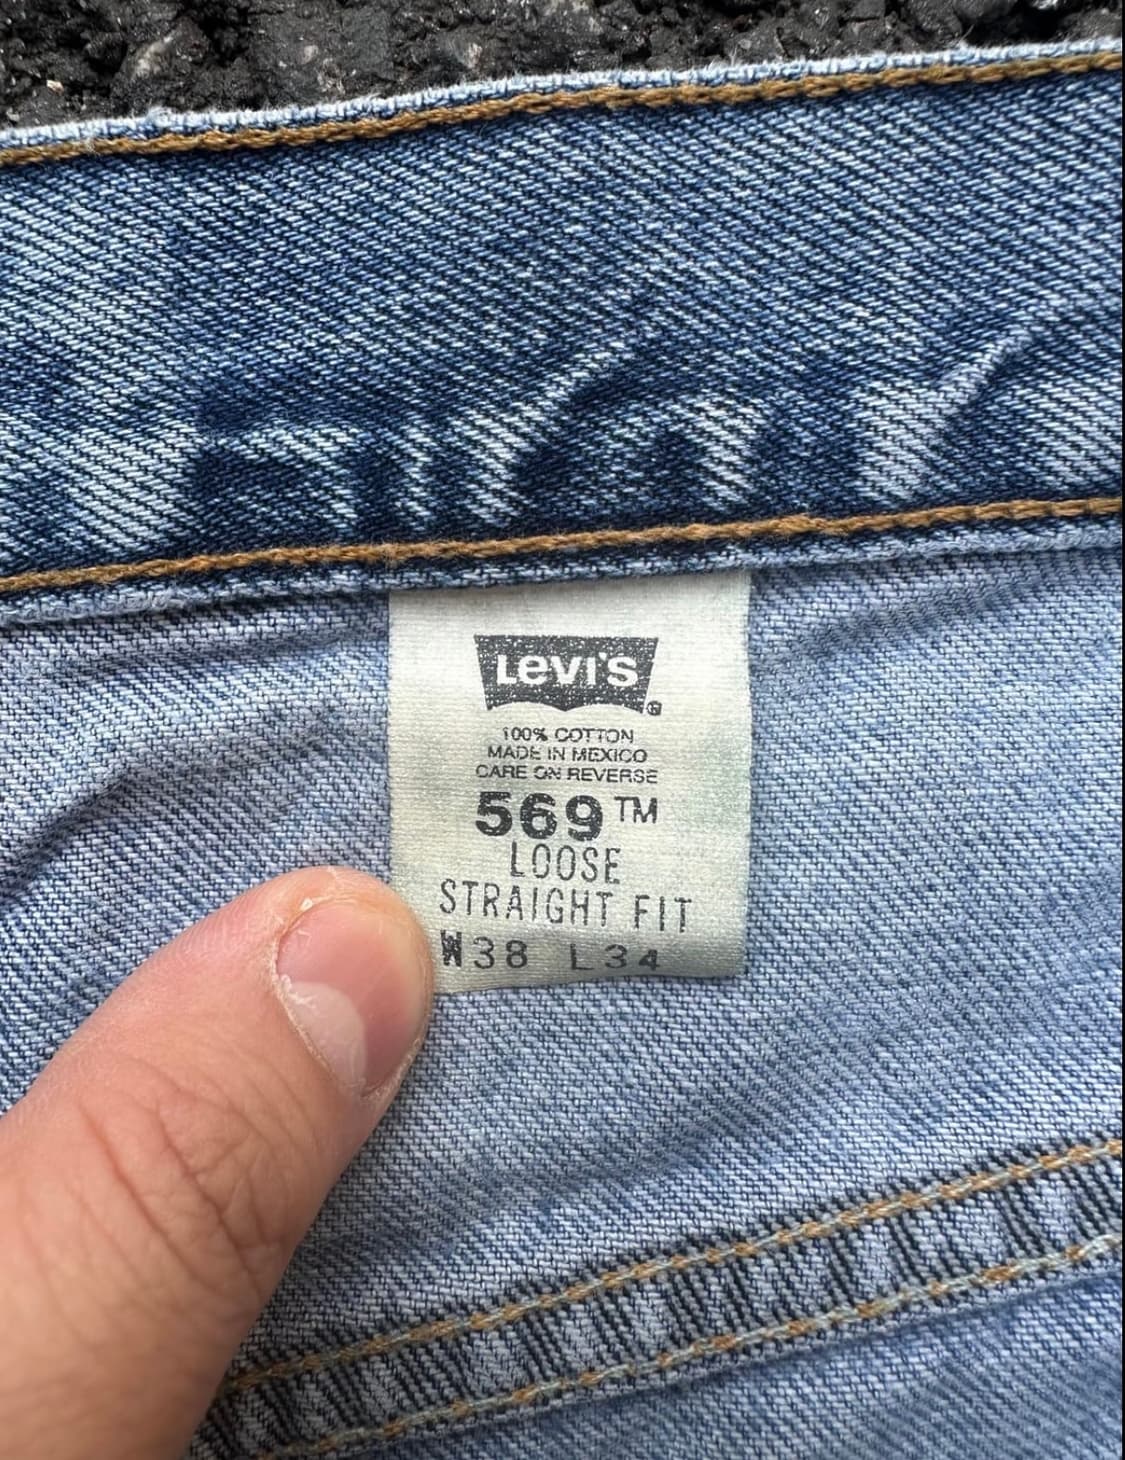 Levi's®
100% COTTON
MADE IN MEXICO
CARE ON REVERSE
569™
LOOSE
STRAIGHT FIT
W38 L34